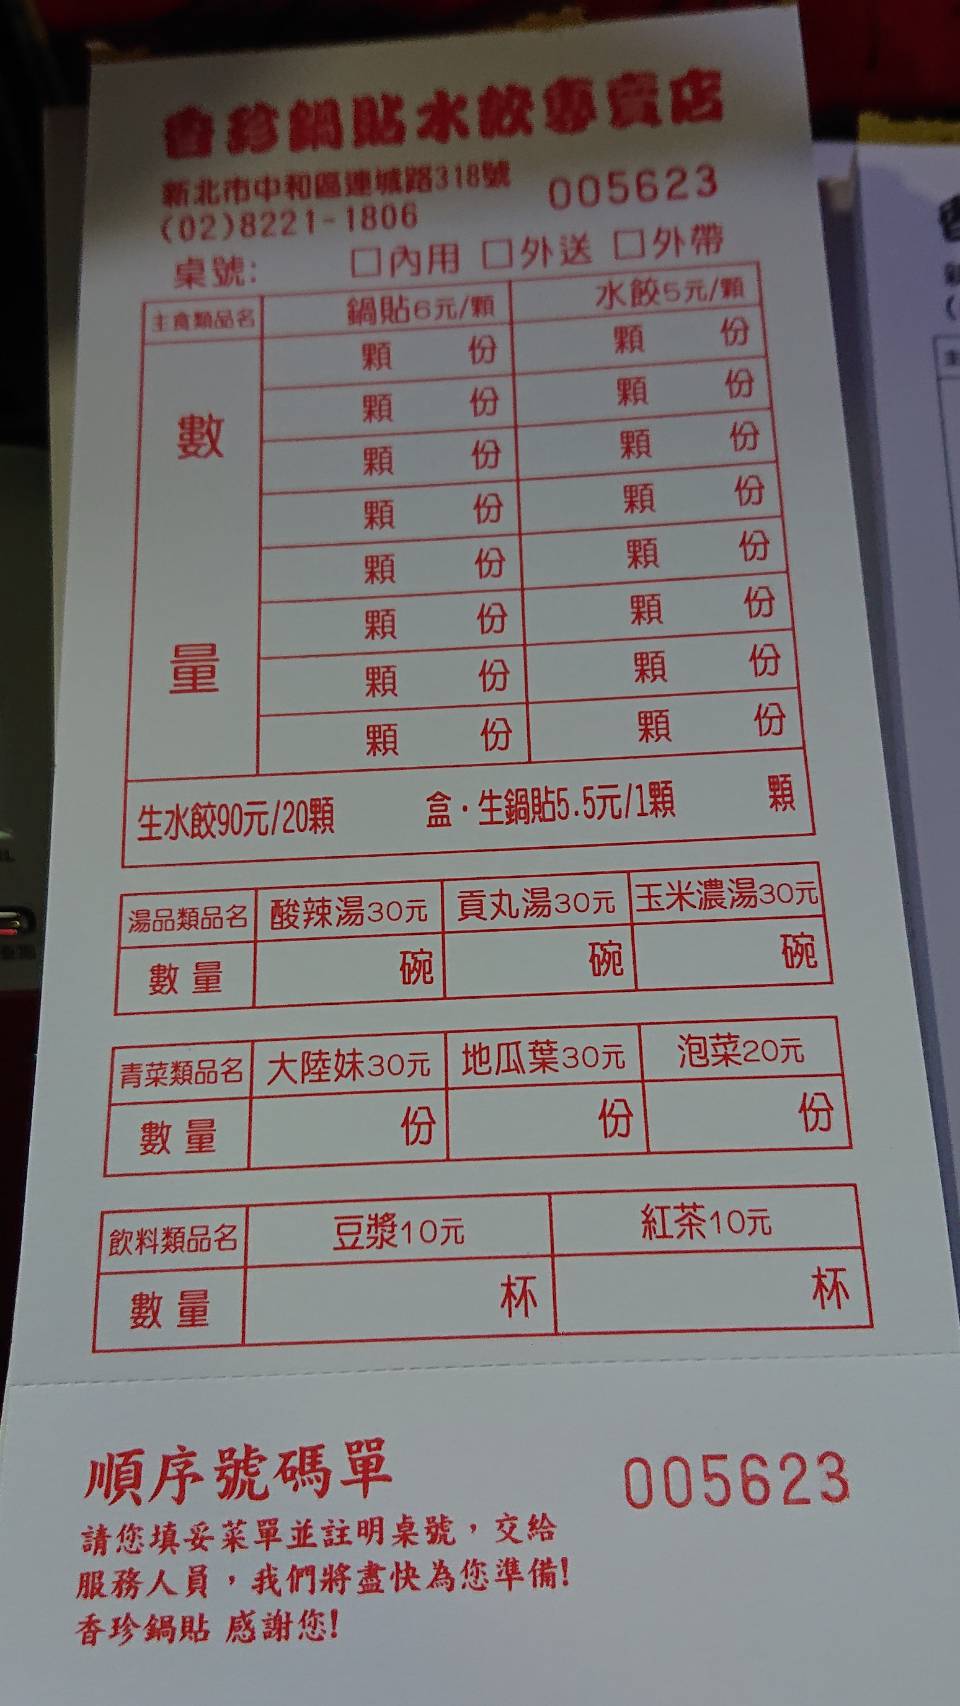 香珍鍋貼水餃專賣店
新北市中和區連城路318號
005623
(02)8221-1806
桌號: 口內用 口外送 口外帶
主食類品名 鍋貼6元/顆 水餃5元/顆
數量
顆 份 顆 份
顆 份 顆 份
顆 份 顆 份
顆 份 顆 份
顆 份 顆 份
顆 份 顆 份
顆 份 顆 份
顆 份 顆 份
生水餃90元/20顆 盒·生鍋貼5.5元/1顆 顆
湯品類品名 酸辣湯30元 貢丸湯30元 玉米濃湯30元
數量 碗 碗 碗
青菜類品名 大陸妹30元 地瓜葉30元 泡菜20元
數量 份 份 份
飲料類品名 豆漿10元 紅茶10元
數量 杯 杯
順序號碼單 005623
請您填妥菜單並註明桌號,交給
服務人員,我們將盡快為您準備!
香珍鍋貼 感謝您!